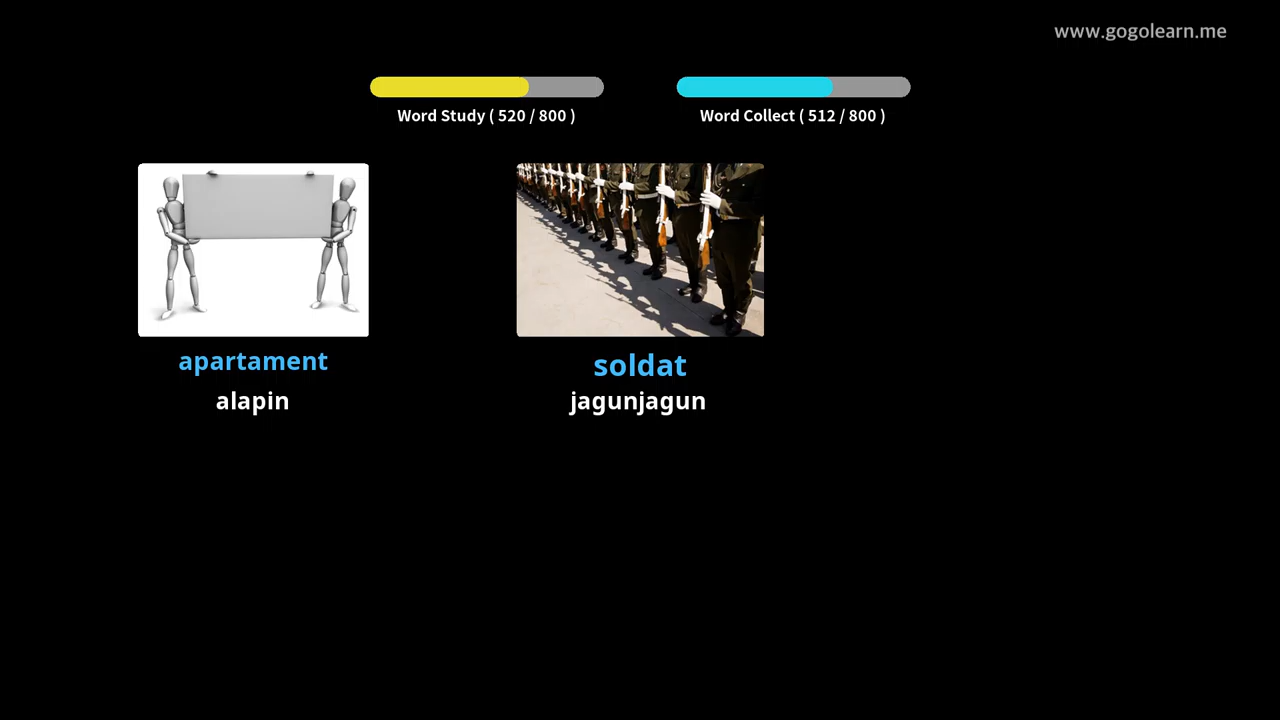 www.gogolearn.me
Word Study ( 520 / 800 )
Word Collect ( 512 / 800 )
apartament
alapin
soldat
jagunjagun